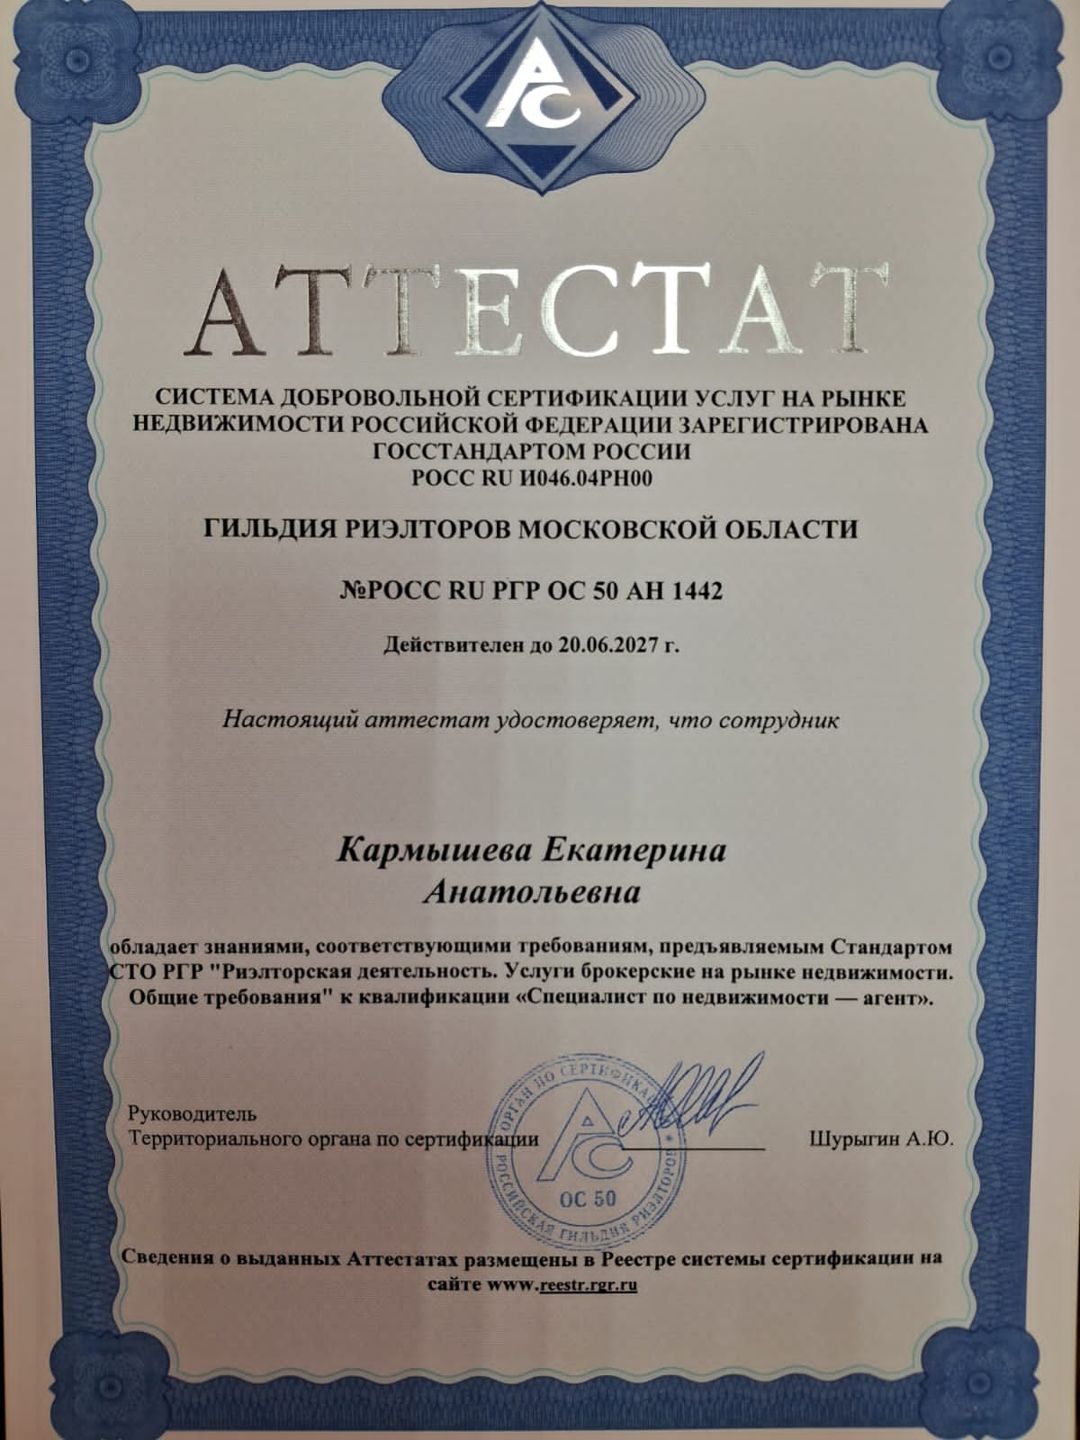 АС
АТТЕСТАТ
СИСТЕМА ДОБРОВОЛЬНОЙ СЕРТИФИКАЦИИ УСЛУГ НА РЫНКЕ
НЕДВИЖИМОСТИ РОССИЙСКОЙ ФЕДЕРАЦИИ ЗАРЕГИСТРИРОВАНА
ГОССТАНДАРТОМ РОССИИ
РОСС RU И046.04РН00
ГИЛЬДИЯ РИЭЛТОРОВ МОСКОВСКОЙ ОБЛАСТИ
№РОСС RU РГР ОС 50 АН 1442
Действителен до 20.06.2027 г.
Настоящий аттестат удостоверяет, что сотрудник
Кармышева Екатерина
Анатольевна
обладает знаниями, соответствующими требованиям, предъявляемым Стандартом
СТО РГР "Риэлторская деятельность. Услуги брокерские на рынке недвижимости.
Общие требования" к квалификации «Специалист по недвижимости — агент».
Руководитель
Территориального органа по сертификации
Шурыгин А.Ю.
ОРГАН ПО СЕРТИФИКА
РОССИЙСКАЯ ГИЛЬДИЯ РИЭЛТОРОВ
АС
ОС 50
Сведения о выданных Аттестатах размещены в Реестре системы сертификации на
сайте www.reestr.rgr.ru